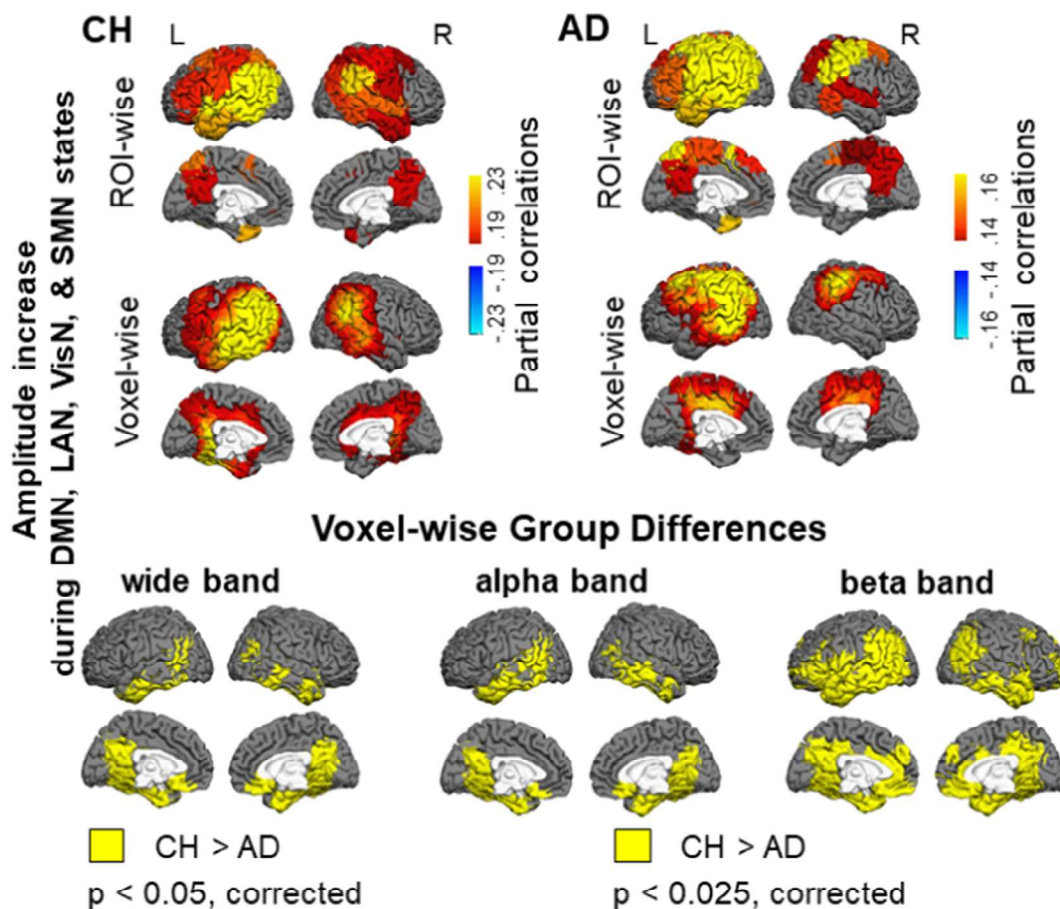 CH
L
R
AD
L
R
Amplitude increase
during DMN, LAN, VisN, & SMN states
ROI-wise
Voxel-wise
-.23 -.19 .19 .23
Partial correlations
ROI-wise
Voxel-wise
-.16 -.14 .14 .16
Partial correlations
Voxel-wise Group Differences
wide band
alpha band
beta band
CH > AD
p < 0.05, corrected
CH > AD
p < 0.025, corrected